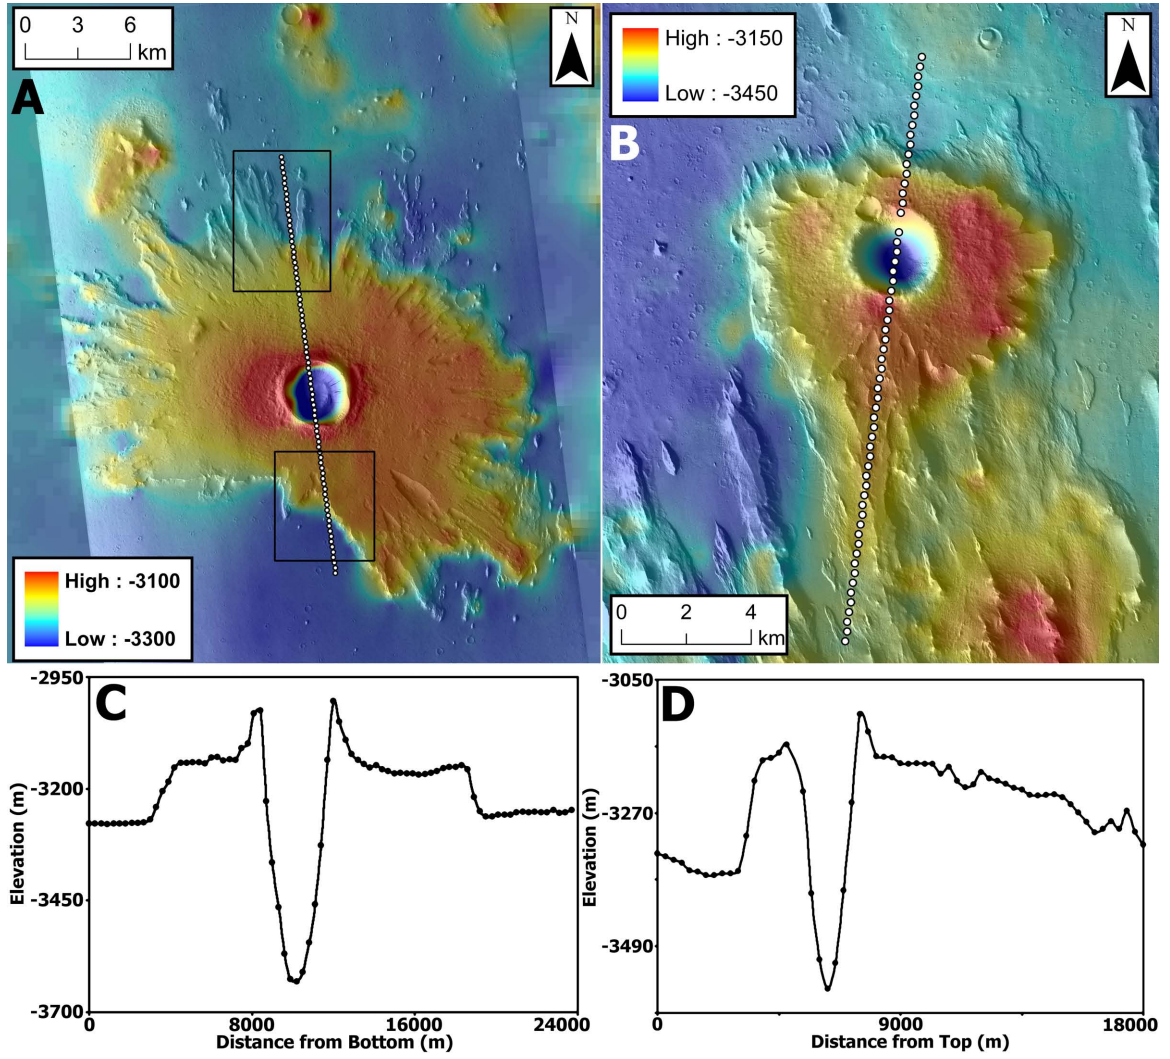 0 3 6
km
N
A
High : -3100
Low : -3300
High : -3150
Low : -3450
N
B
0 2 4
km
C
-2950
-3200
-3450
-3700
Elevation (m)
0 8000 16000 24000
Distance from Bottom (m)
D
-3050
-3270
-3490
Elevation (m)
0 9000 18000
Distance from Top (m)